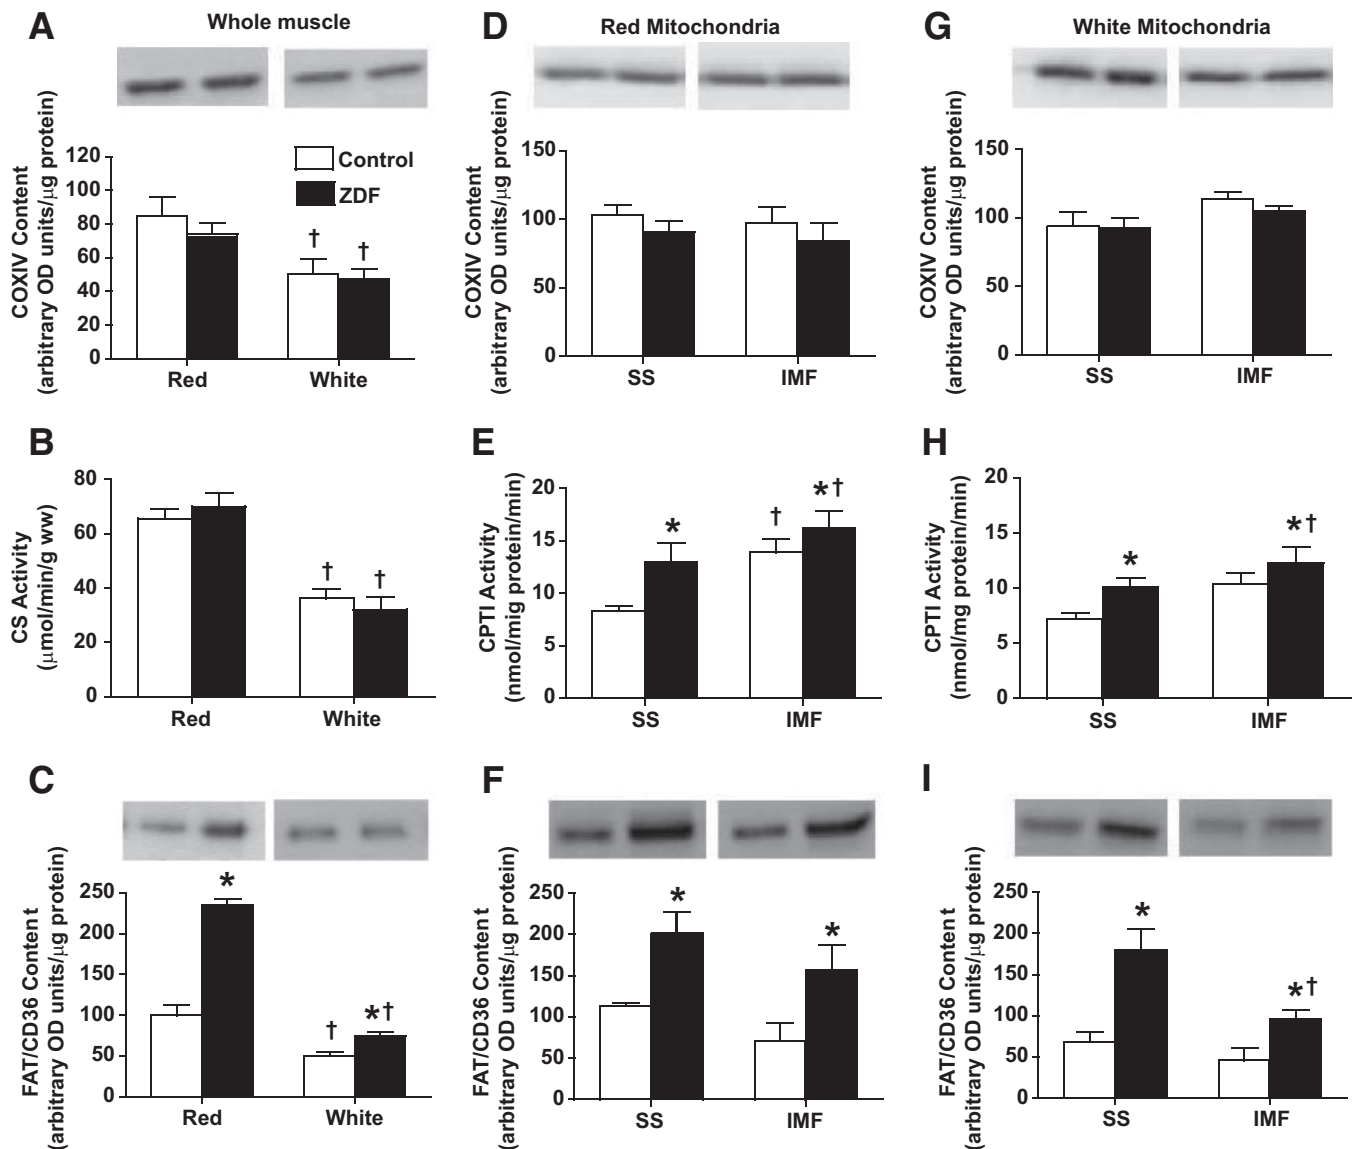 A
Whole muscle
COXIV Content
(arbitrary OD units/µg protein)
120
100
80
60
40
20
0
Control
ZDF
†
†
Red
White
D
Red Mitochondria
COXIV Content
(arbitrary OD units/µg protein)
150
100
50
0
SS
IMF
G
White Mitochondria
COXIV Content
(arbitrary OD units/µg protein)
150
100
50
0
SS
IMF
B
CS Activity
(µmol/min/g ww)
80
60
40
20
0
†
†
Red
White
E
CPTI Activity
(nmol/mig protein/min)
20
15
10
5
0
*
†
*†
SS
IMF
H
CPTI Activity
(nmol/mg protein/min)
20
15
10
5
0
*
*†
SS
IMF
C
FAT/CD36 Content
(arbitrary OD units/µg protein)
250
200
150
100
50
0
*
†
*†
Red
White
F
FAT/CD36 Content
(arbitrary OD units/µg protein)
250
200
150
100
50
0
*
*
SS
IMF
I
FAT/CD36 Content
(arbitrary OD units/µg protein)
250
200
150
100
50
0
*
*†
SS
IMF